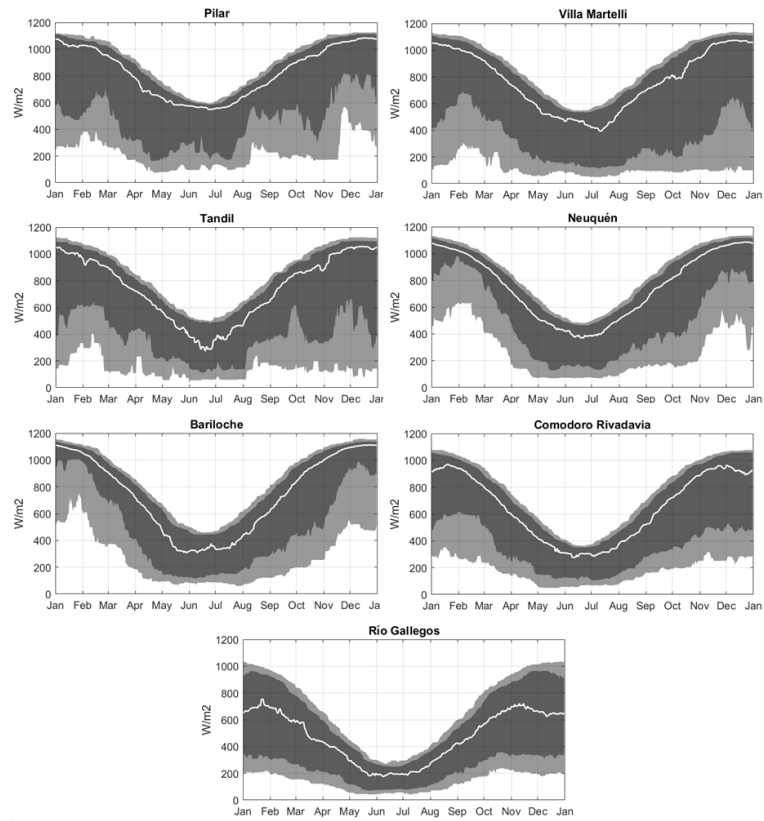 Pilar
1200
1000
800
600
400
200
0
W/m2
Jan Feb Mar Apr May Jun Jul Aug Sep Oct Nov Dec Jar
Villa Martelli
1200
1000
800
600
400
200
0
W/m2
Jan Feb Mar Apr May Jun Jul Aug Sep Oct Nov Dec Jan
Tandil
1200
1000
800
600
400
200
0
W/m2
Jan Feb Mar Apr May Jun Jul Aug Sep Oct Nov Dec Jan
Neuquén
1200
1000
800
600
400
200
0
W/m2
Jan Feb Mar Apr May Jun Jul Aug Sep Oct Nov Dec Jan
Bariloche
1200
1000
800
600
400
200
0
W/m2
Jan Feb Mar Apr May Jun Jul Aug Sep Oct Nov Dec Ja
Comodoro Rivadavia
1200
1000
800
600
400
200
0
W/m2
Jan Feb Mar Apr May Jun Jul Aug Sep Oct Nov Dec Jan
Río Gallegos
1200
1000
800
600
400
200
0
W/m2
Jan Feb Mar Apr May Jun Jul Aug Sep Oct Nov Dec Jan